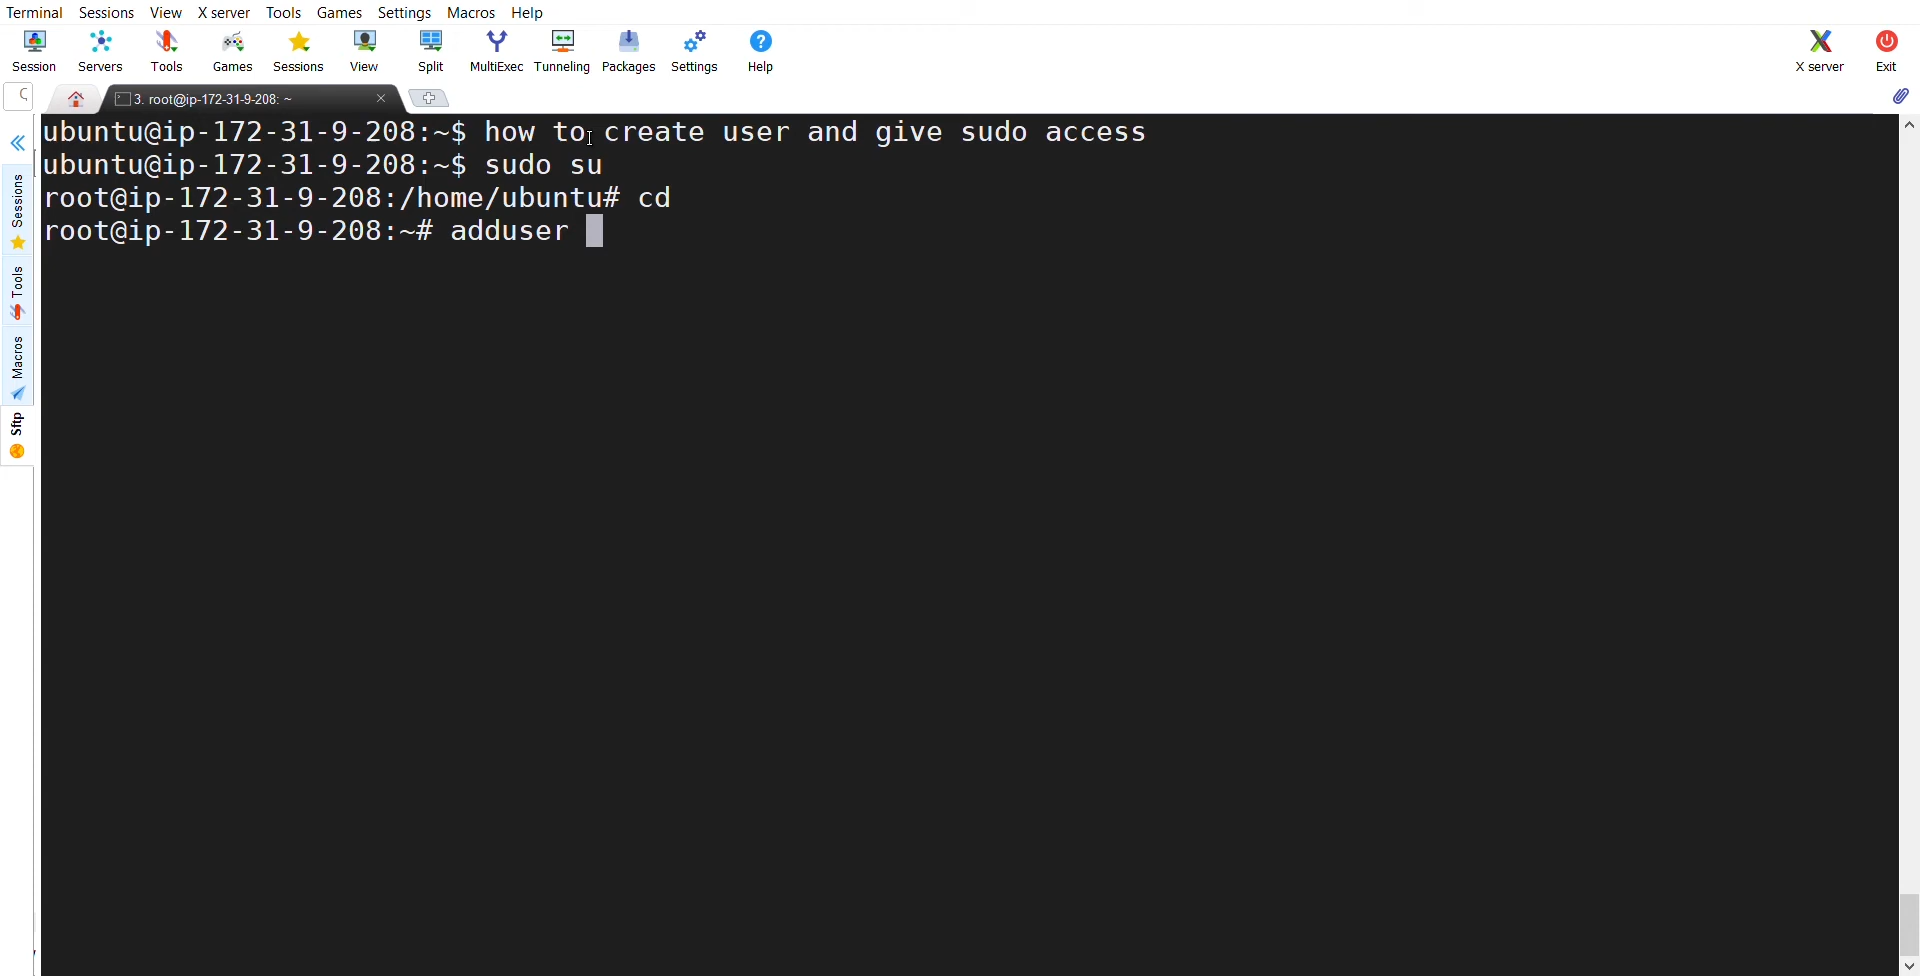 Terminal Sessions View X server Tools Games Settings Macros Help
Session Servers Tools Games Sessions View Split MultiExec Tunneling Packages Settings Help X server Exit
3. root@ip-172-31-9-208: ~
ubuntu@ip-172-31-9-208:~$ how to create user and give sudo access
ubuntu@ip-172-31-9-208:~$ sudo su
root@ip-172-31-9-208:/home/ubuntu# cd
root@ip-172-31-9-208:~# adduser
Sessions
Tools
Macros
Sftp